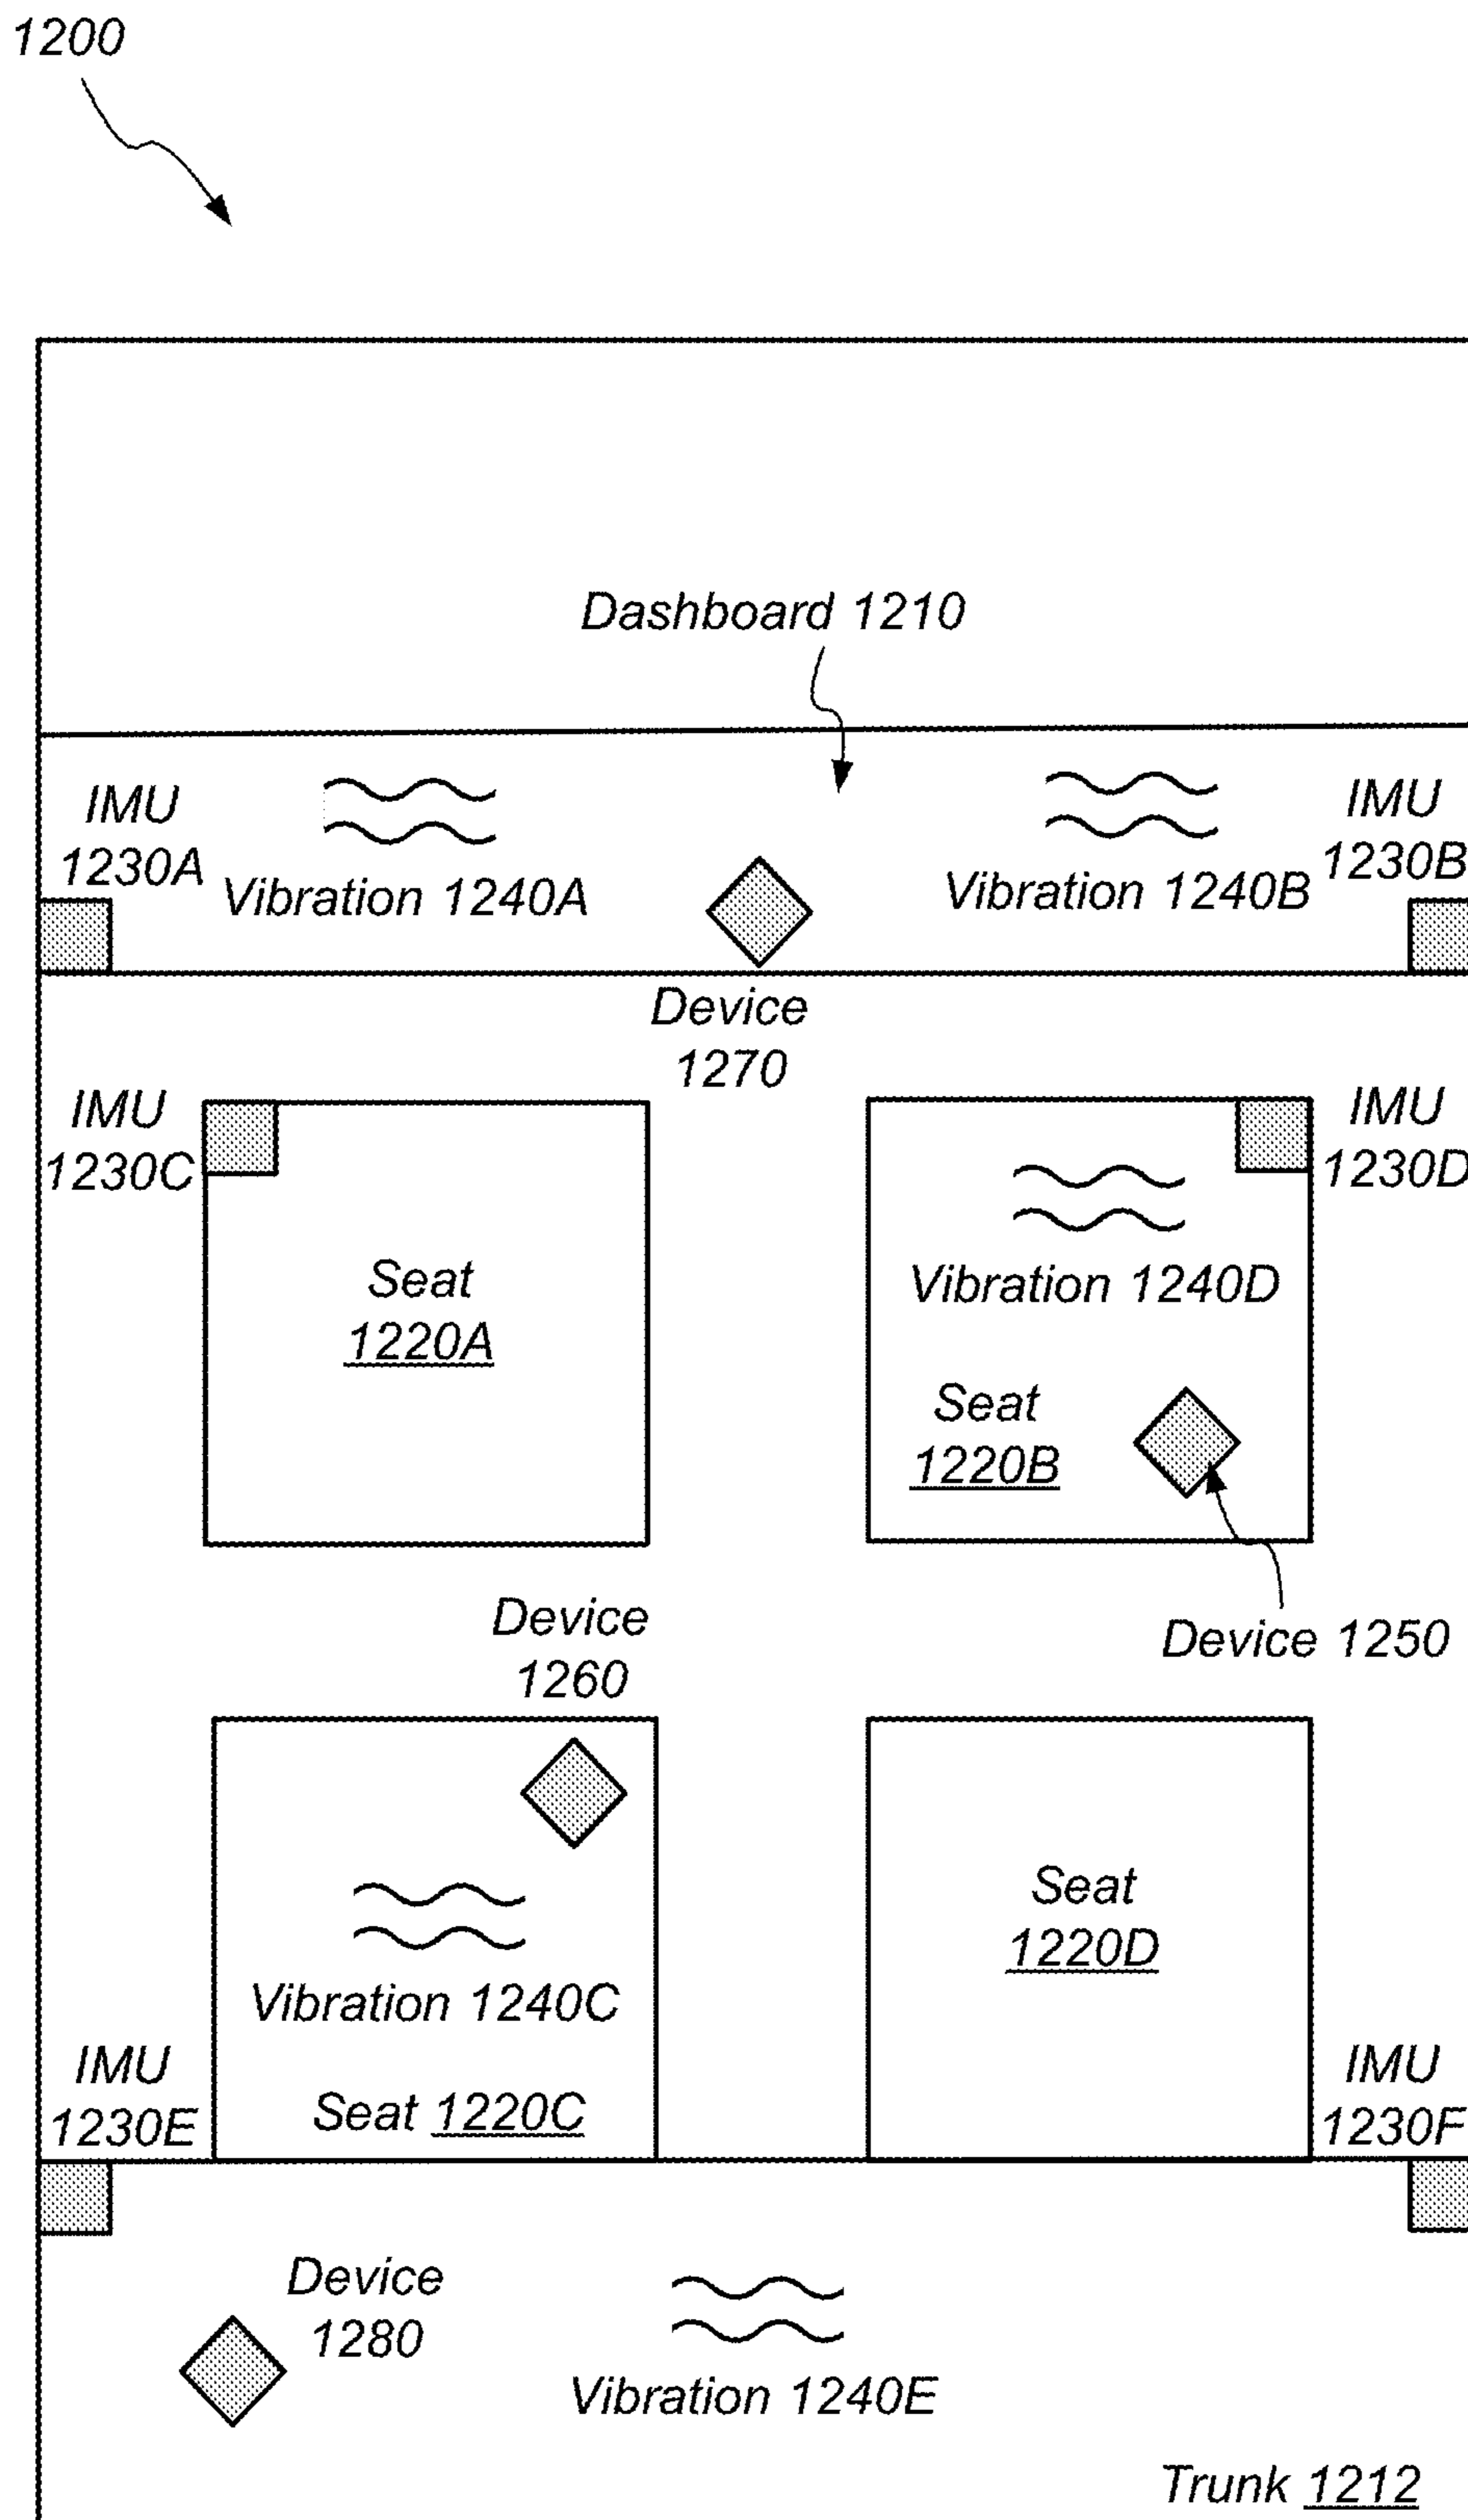 1200
Dashboard 1210
IMU
1230A
Vibration 1240A
Vibration 1240B
IMU
1230B
Device
1270
IMU
1230C
Seat
1220A
IMU
1230D
Vibration 1240D
Seat
1220B
Device 1250
Device
1260
Vibration 1240C
Seat 1220C
Seat
1220D
IMU
1230E
IMU
1230F
Device
1280
Vibration 1240E
Trunk 1212